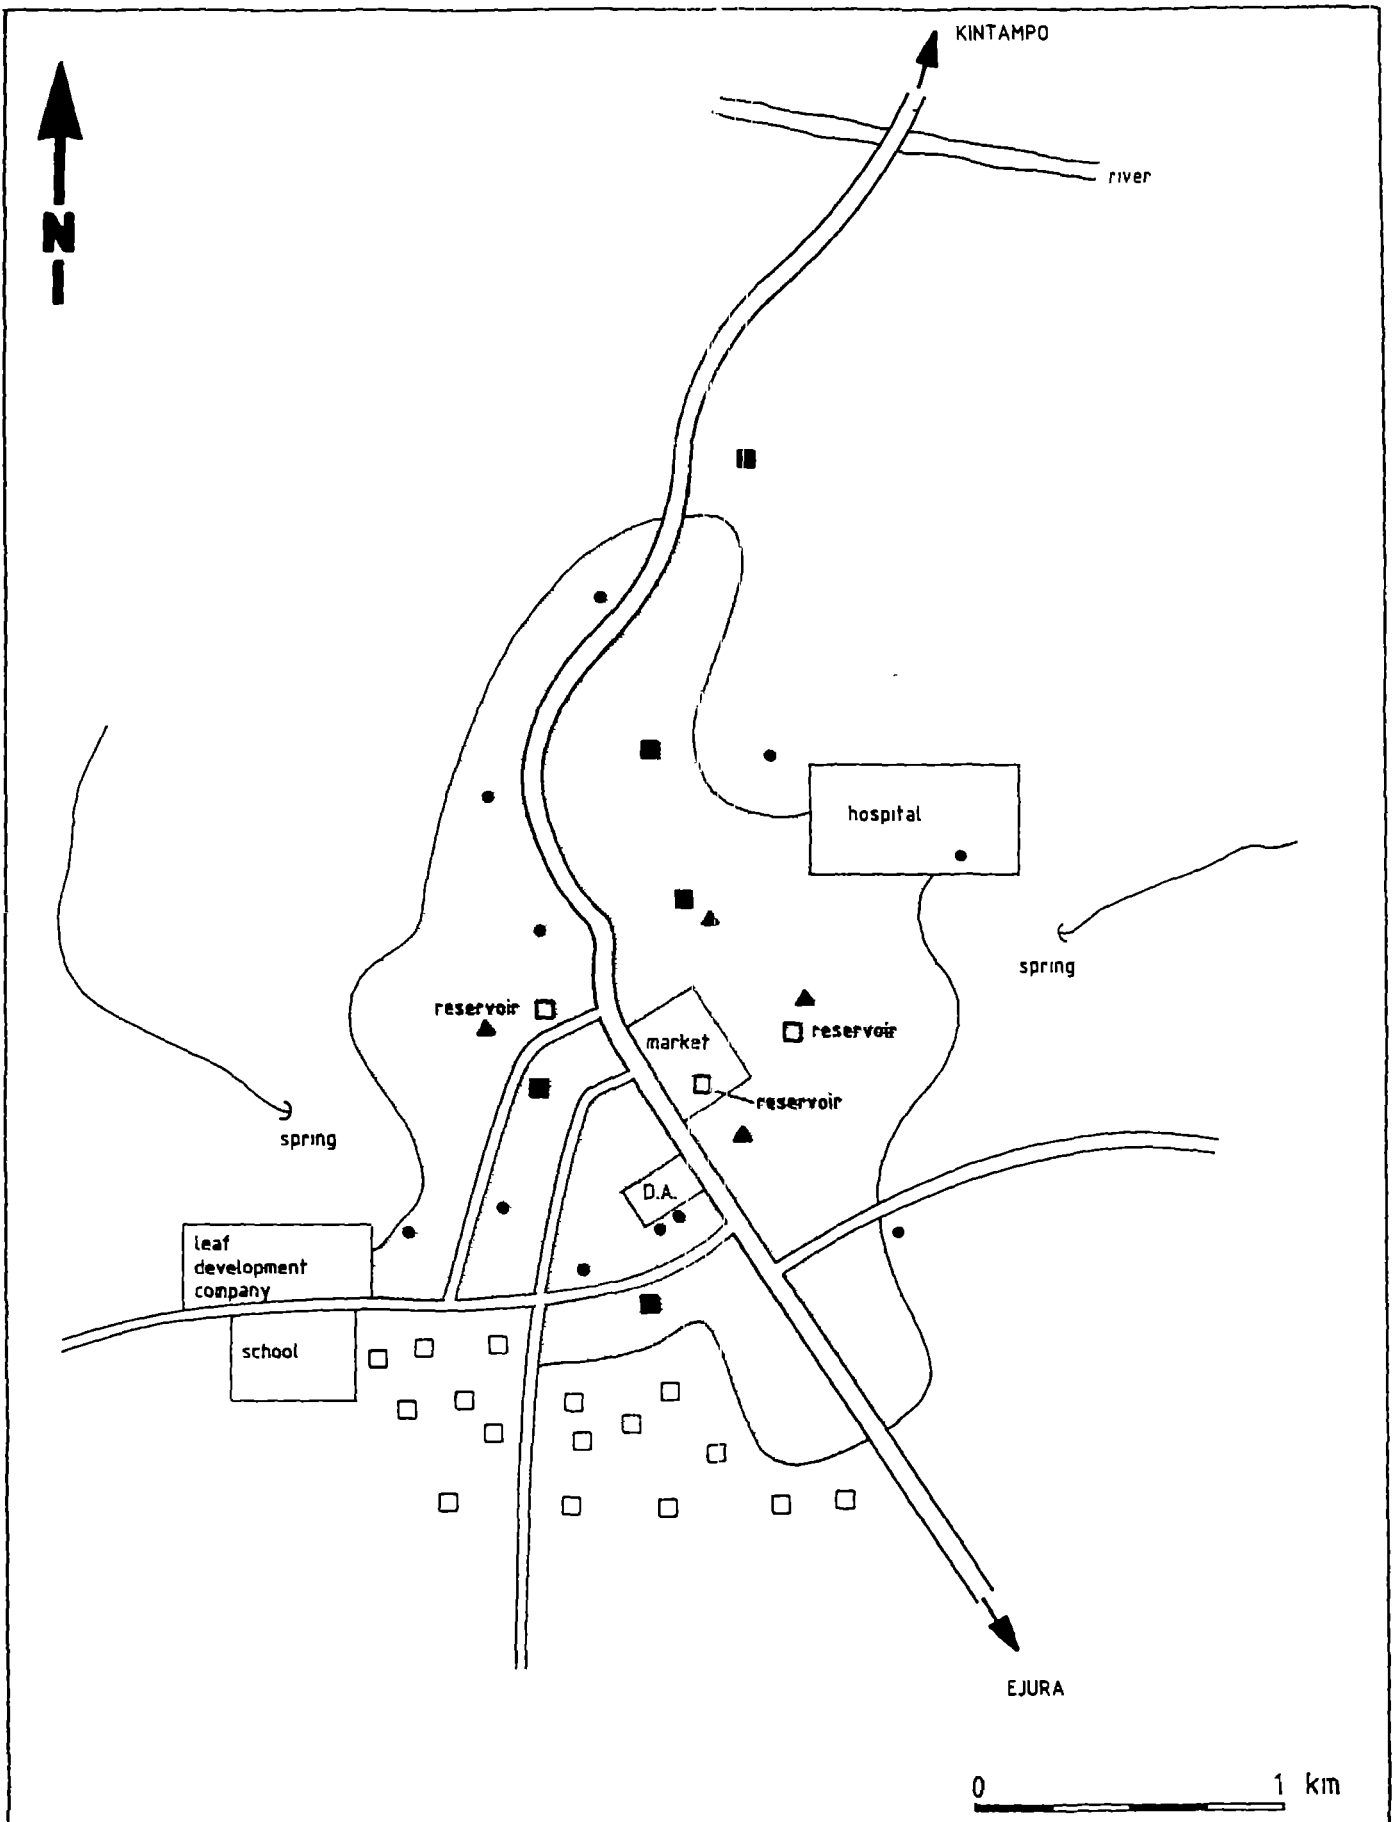 KINTAMPO
river
N
hospital
spring
reservoir
reservoir
market
reservoir
spring
D.A.
leaf
development
company
school
EJURA
0 1 km